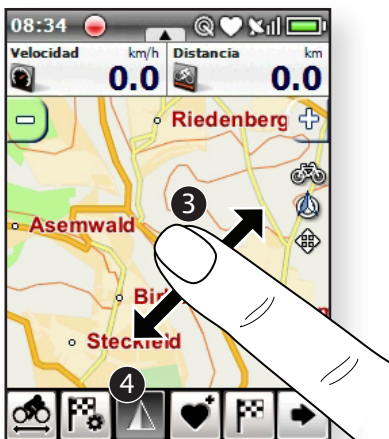 08:34
Velocidad km/h Distancia km
0.0 0.0
Riedenberg
3
Asemwald
Bir
Steckfeld
4